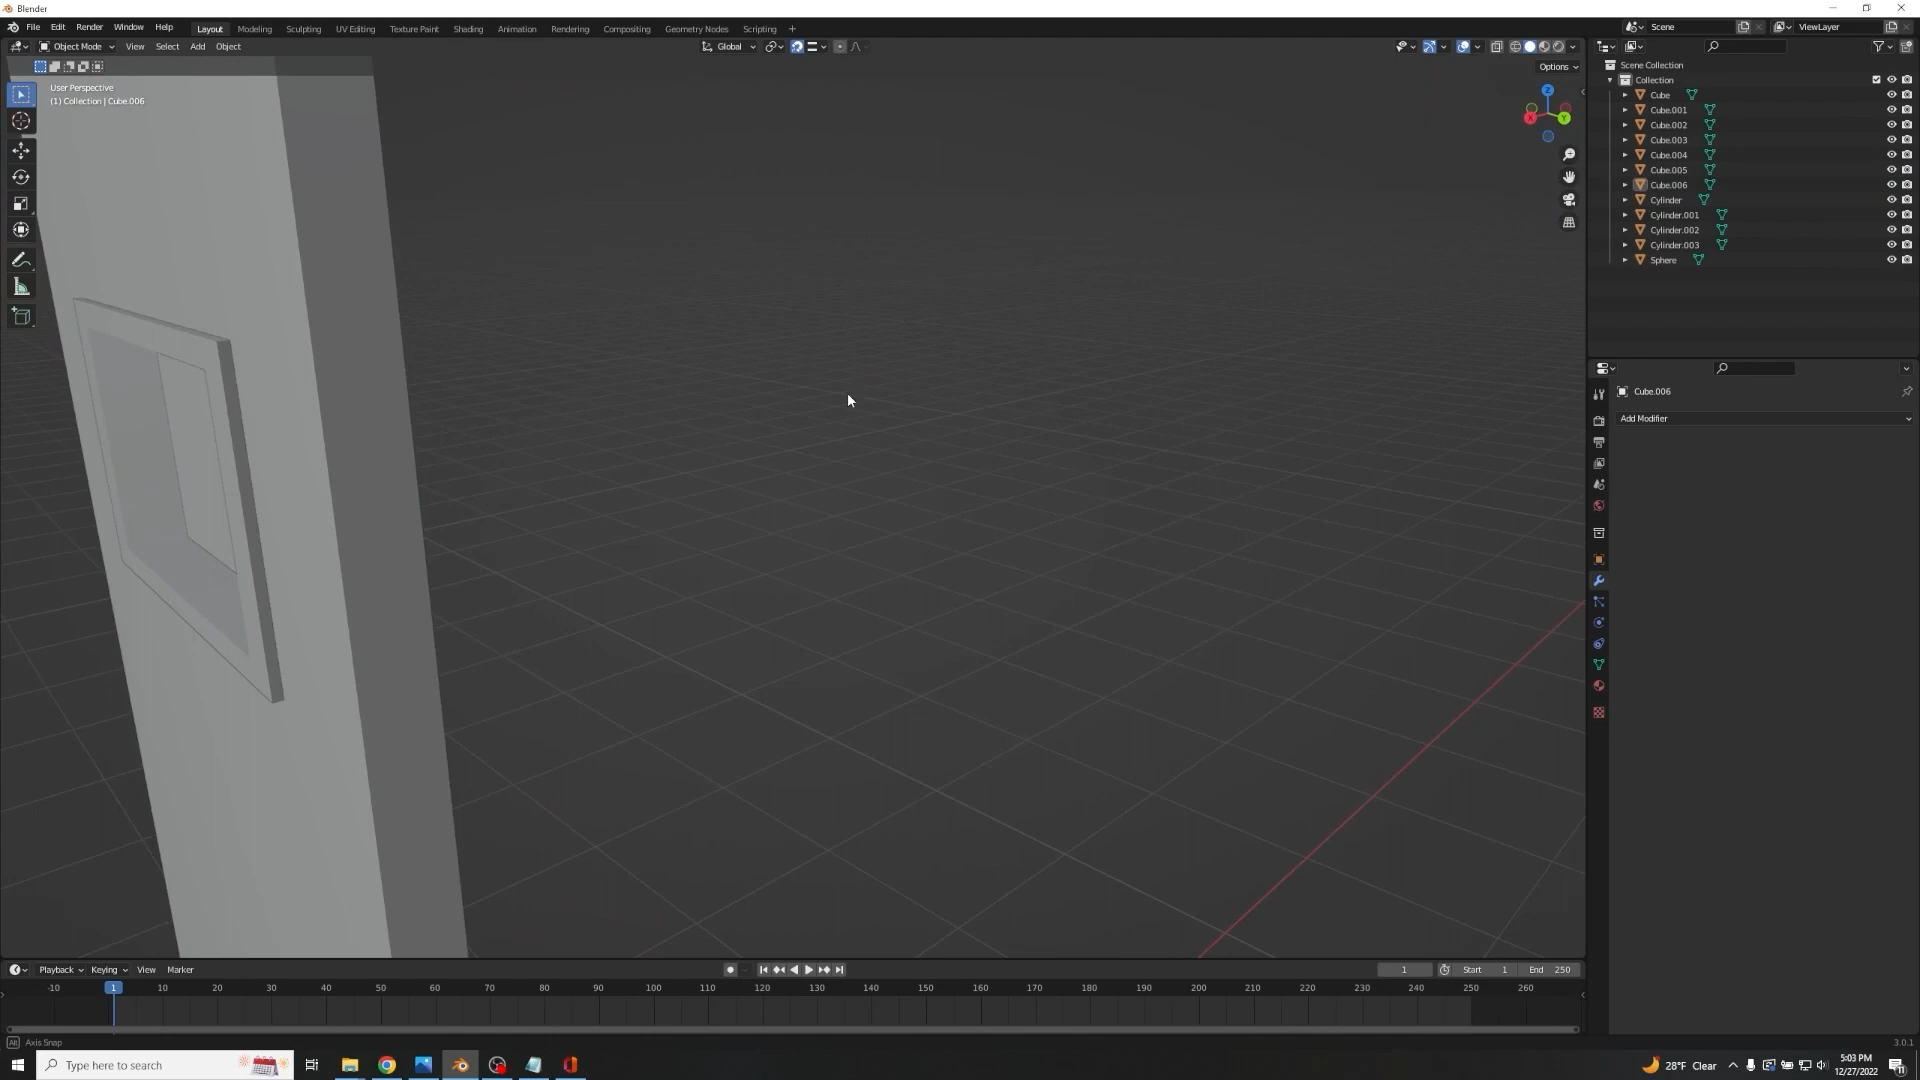 Blender
File Edit Render Window Help Layout Modeling Sculpting UV Editing Texture Paint Shading Animation Rendering Compositing Geometry Nodes Scripting + Scene ViewLayer
Object Mode View Select Add Object Global
Options
User Perspective
(1) Collection | Cube.006
Z
X Y
Scene Collection
Collection
Cube
Cube.001
Cube.002
Cube.003
Cube.004
Cube.005
Cube.006
Cylinder
Cylinder.001
Cylinder.002
Cylinder.003
Sphere
Cube.006
Add Modifier
Playback Keying View Marker 1 Start 1 End 250
-10 1 10 20 30 40 50 60 70 80 90 100 110 120 130 140 150 160 170 180 190 200 210 220 230 240 250 260
Alt Axis Snap 3.0.1
Type here to search 28°F Clear 5:03 PM
12/27/2022